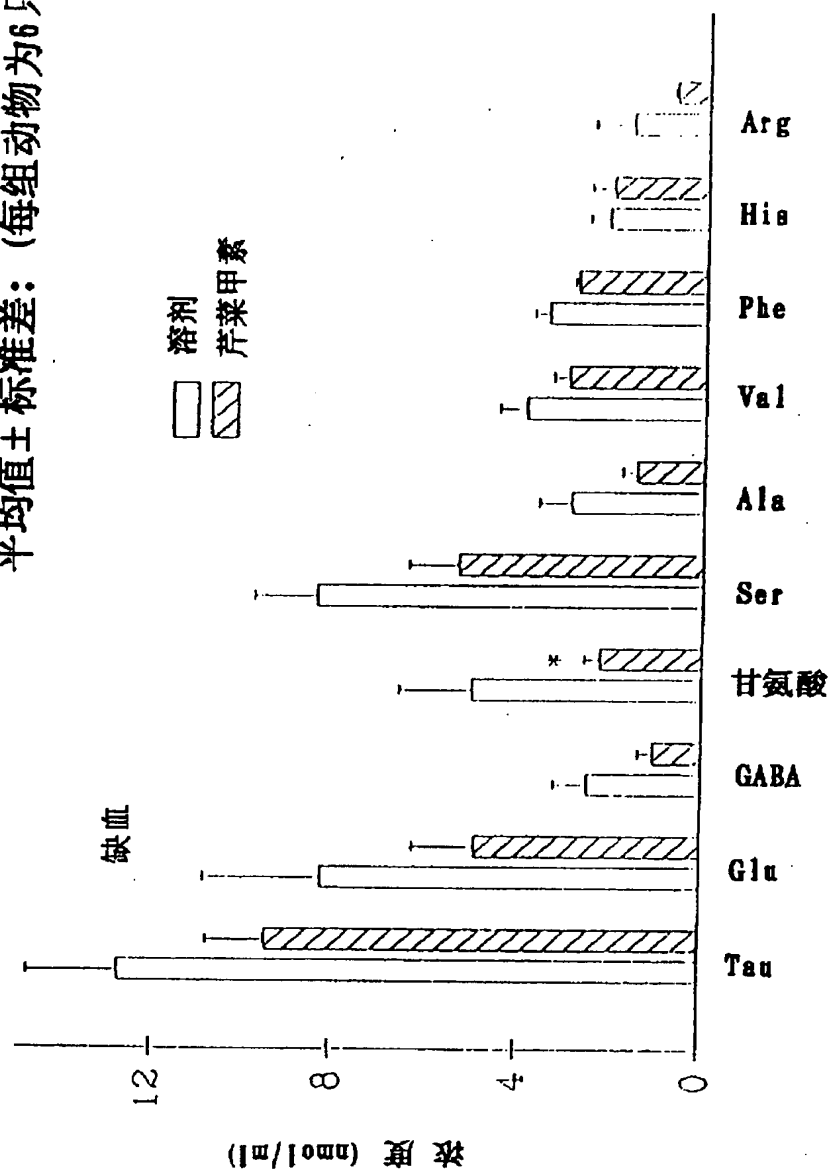 平均值±标准差：(每组动物为6只
溶剂
芹菜甲素
缺血
浓 度 (nmol/ml)
12
8
4
0
Tau
Glu
GABA
甘氨酸
*
Ser
Ala
Val
Phe
His
Arg